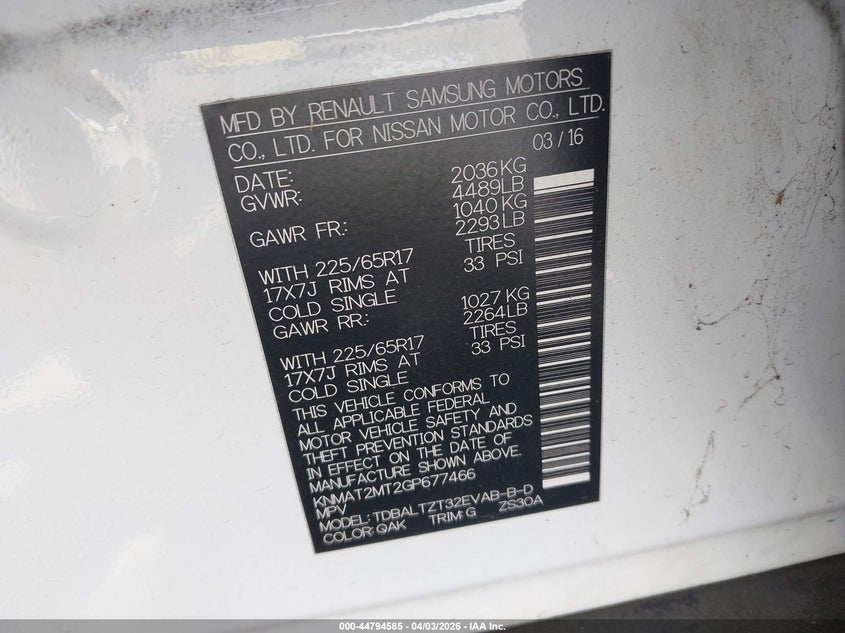 MFD BY RENAULT SAMSUNG MOTORS
CO., LTD. FOR NISSAN MOTOR CO., LTD.
DATE: 03/16
GVWR: 2036KG
4489LB
GAWR FR.: 1040KG
2293LB
WITH 225/65R17 TIRES
17X7J RIMS AT 33 PSI
COLD SINGLE
GAWR RR.: 1027KG
2264LB
WITH 225/65R17 TIRES
17X7J RIMS AT 33 PSI
COLD SINGLE
THIS VEHICLE CONFORMS TO
ALL APPLICABLE FEDERAL
MOTOR VEHICLE SAFETY AND
THEFT PREVENTION STANDARDS
IN EFFECT ON THE DATE OF
MANUFACTURE SHOWN ABOVE.
KNMAT2MT2GP677466
MPV
MODEL: TDBALTZT32EVAB-B-D
COLOR: QAK TRIM: G ZS30A
000-44794585 - 04/03/2026 - IAA Inc.